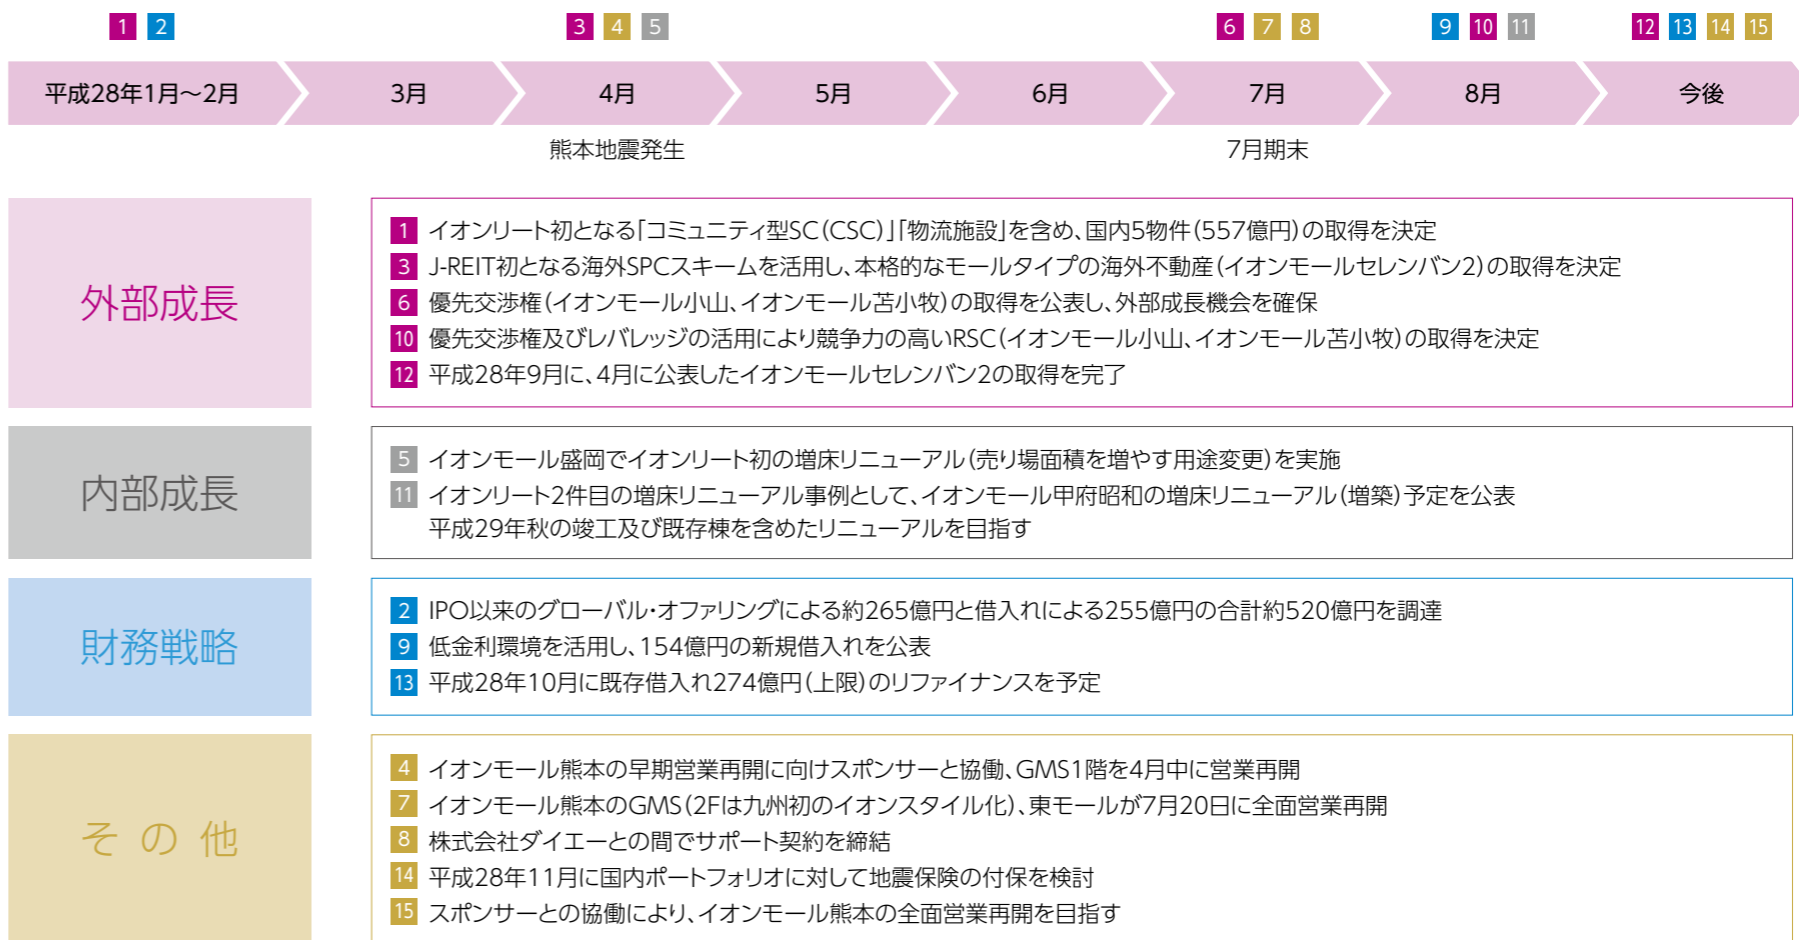 1 2 3 4 5 6 7 8 9 10 11 12 13 14 15
平成28年1月～2月 3月 4月 5月 6月 7月 8月 今後
熊本地震発生 7月期末
外部成長
1 イオンリート初となる「コミュニティ型SC（CSC）」「物流施設」を含め、国内5物件（557億円）の取得を決定
3 J-REIT初となる海外SPCスキームを活用し、本格的なモールタイプの海外不動産（イオンモールセレンバン2）の取得を決定
6 優先交渉権（イオンモール小山、イオンモール苫小牧）の取得を公表し、外部成長機会を確保
10 優先交渉権及びレバレッジの活用により競争力の高いRSC（イオンモール小山、イオンモール苫小牧）の取得を決定
12 平成28年9月に、4月に公表したイオンモールセレンバン2の取得を完了
内部成長
5 イオンモール盛岡でイオンリート初の増床リニューアル（売り場面積を増やす用途変更）を実施
11 イオンリート2件目の増床リニューアル事例として、イオンモール甲府昭和の増床リニューアル（増築）予定を公表
平成29年秋の竣工及び既存棟を含めたリニューアルを目指す
財務戦略
2 IPO以来のグローバル・オファリングによる約265億円と借入れによる255億円の合計約520億円を調達
9 低金利環境を活用し、154億円の新規借入れを公表
13 平成28年10月に既存借入れ274億円（上限）のリファイナンスを予定
その他
4 イオンモール熊本の早期営業再開に向けスポンサーと協働、GMS1階を4月中に営業再開
7 イオンモール熊本のGMS（2Fは九州初のイオンスタイル化）、東モールが7月20日に全面営業再開
8 株式会社ダイエーとの間でサポート契約を締結
14 平成28年11月に国内ポートフォリオに対して地震保険の付保を検討
15 スポンサーとの協働により、イオンモール熊本の全面営業再開を目指す